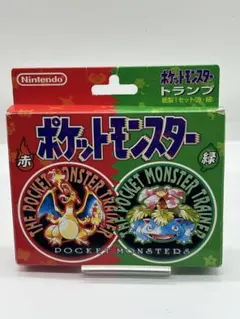 Nintendo
ポケットモンスター
トランプ
ポケットモンスター
赤
緑
THE POCKET MONSTER TRAINER
THE POCKET MONSTER TRAINER
POCKET MONSTERS